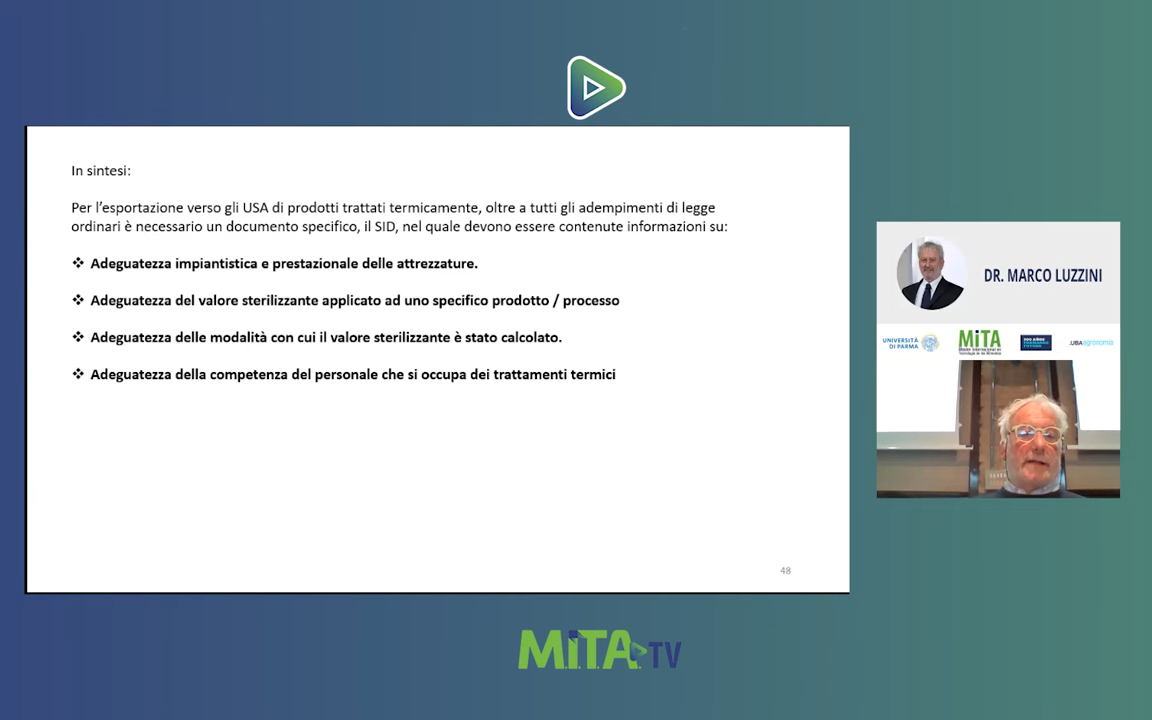 In sintesi:
Per l’esportazione verso gli USA di prodotti trattati termicamente, oltre a tutti gli adempimenti di legge
ordinari è necessario un documento specifico, il SID, nel quale devono essere contenute informazioni su:
❖ Adeguatezza impiantistica e prestazionale delle attrezzature.
❖ Adeguatezza del valore sterilizzante applicato ad uno specifico prodotto / processo
❖ Adeguatezza delle modalità con cui il valore sterilizzante è stato calcolato.
❖ Adeguatezza della competenza del personale che si occupa dei trattamenti termici
48
DR. MARCO LUZZINI
UNIVERSITÀ
DI PARMA
MiTA
.UBAagronomía
M.i.T.A. TV